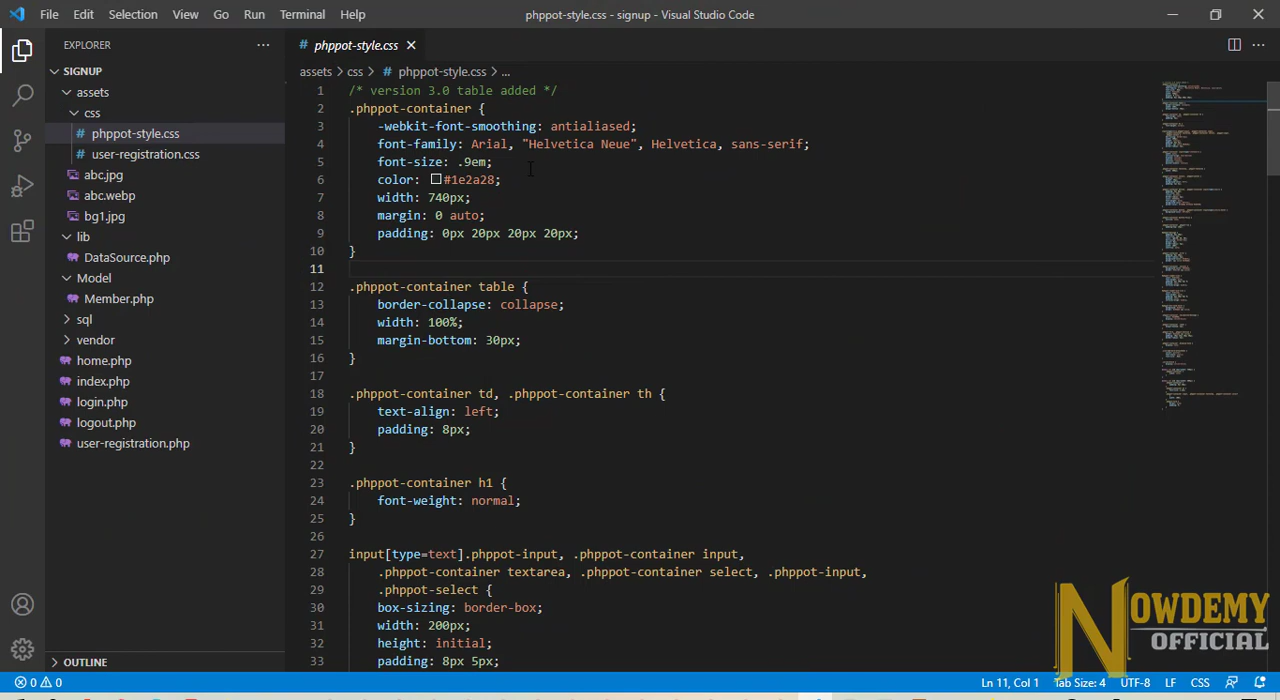 File Edit Selection View Go Run Terminal Help
phppot-style.css - signup - Visual Studio Code
EXPLORER ...
SIGNUP
assets
css
# phppot-style.css
# user-registration.css
abc.jpg
abc.webp
bg1.jpg
lib
DataSource.php
Model
Member.php
sql
vendor
home.php
index.php
login.php
logout.php
user-registration.php
OUTLINE
# phppot-style.css
assets > css > # phppot-style.css > ...
1 /* version 3.0 table added */
2 .phppot-container {
3 -webkit-font-smoothing: antialiased;
4 font-family: Arial, "Helvetica Neue", Helvetica, sans-serif;
5 font-size: .9em;
6 color: #1e2a28;
7 width: 740px;
8 margin: 0 auto;
9 padding: 0px 20px 20px 20px;
10 }
11
12 .phppot-container table {
13 border-collapse: collapse;
14 width: 100%;
15 margin-bottom: 30px;
16 }
17
18 .phppot-container td, .phppot-container th {
19 text-align: left;
20 padding: 8px;
21 }
22
23 .phppot-container h1 {
24 font-weight: normal;
25 }
26
27 input[type=text].phppot-input, .phppot-container input,
28 .phppot-container textarea, .phppot-container select, .phppot-input,
29 .phppot-select {
30 box-sizing: border-box;
31 width: 200px;
32 height: initial;
33 padding: 8px 5px;
NOWDEMY
OFFICIAL
0 0
Ln 11, Col 1 Tab Size: 4 UTF-8 LF CSS